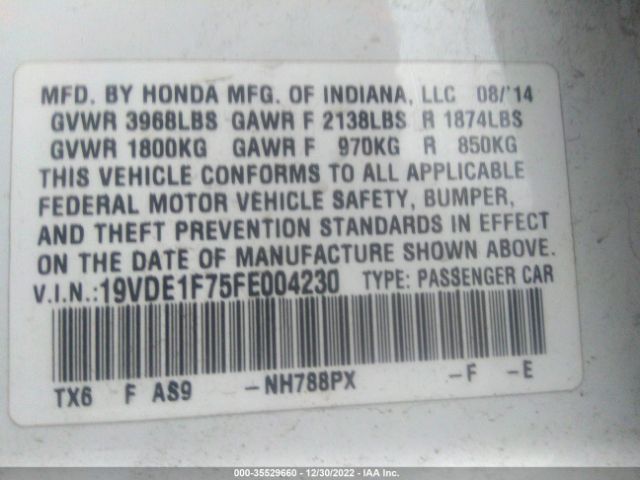 MFD. BY HONDA MFG. OF INDIANA, LLC 08/'14
GVWR 3968LBS GAWR F 2138LBS R 1874LBS
GVWR 1800KG GAWR F 970KG R 850KG
THIS VEHICLE CONFORMS TO ALL APPLICABLE
FEDERAL MOTOR VEHICLE SAFETY, BUMPER,
AND THEFT PREVENTION STANDARDS IN EFFECT
ON THE DATE OF MANUFACTURE SHOWN ABOVE.
V.I.N.:19VDE1F75FE004230 TYPE: PASSENGER CAR
TX6 F AS9 -NH788PX -F -E
000-35529660 - 12/30/2022 - IAA Inc.